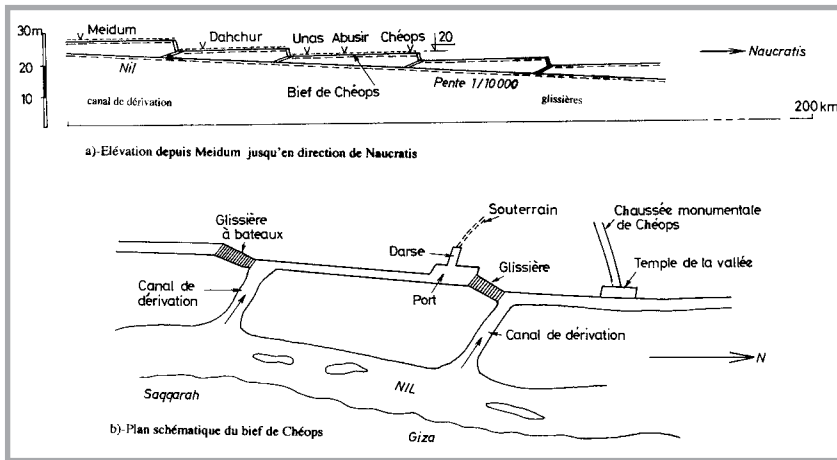 30m
Meidum
Dahchur
Unas Abusir Chéops
20
Naucratis
20
Nil
Bief de Chéops
Pente 1/10000
10
canal de dérivation
glissières
200 km
a)-Elévation depuis Meidum jusqu'en direction de Naucratis
Souterrain
Chaussée monumentale
de Chéops
Glissière
à bateaux
Darse
Glissière
Temple de la vallée
Canal de
dérivation
Port
Canal de
dérivation
N
NIL
Saqqarah
b)-Plan schématique du bief de Chéops
Giza